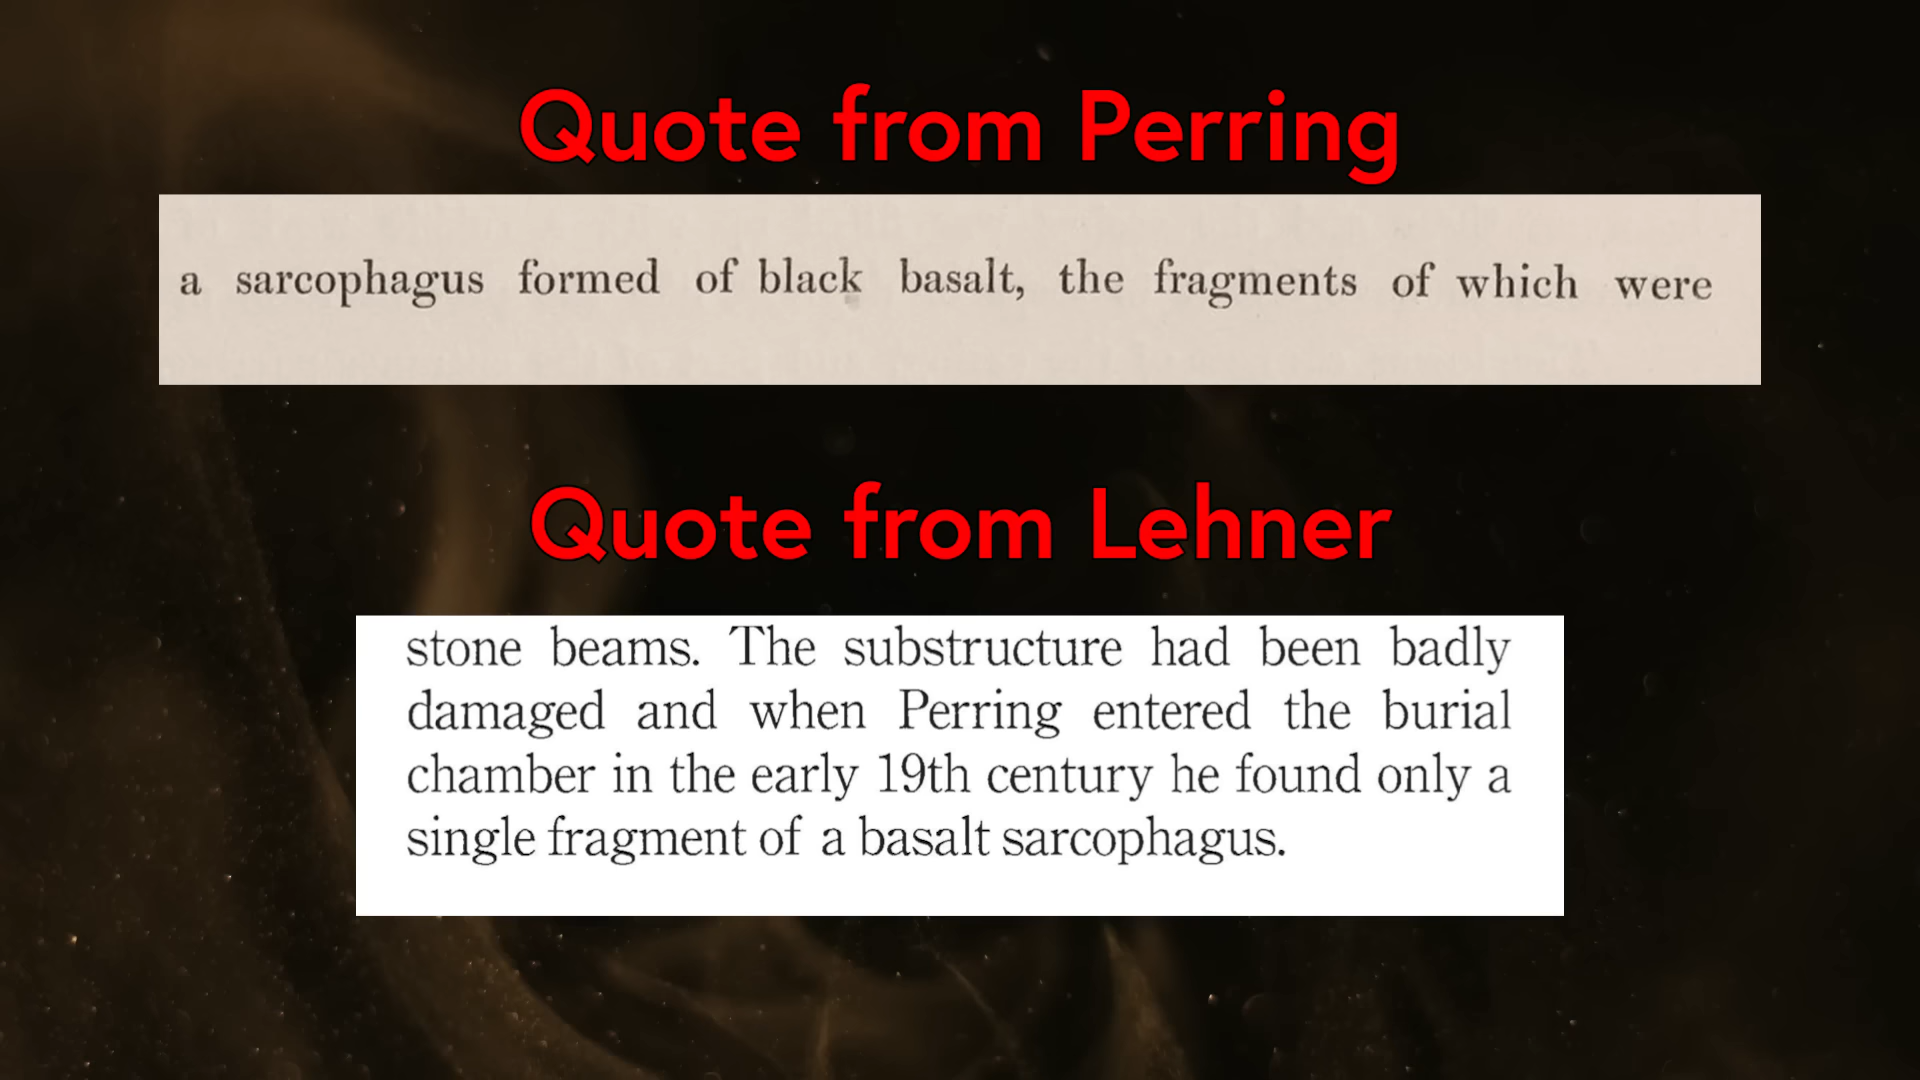 Quote from Perring
a sarcophagus formed of black basalt, the fragments of which were
Quote from Lehner
stone beams. The substructure had been badly
damaged and when Perring entered the burial
chamber in the early 19th century he found only a
single fragment of a basalt sarcophagus.